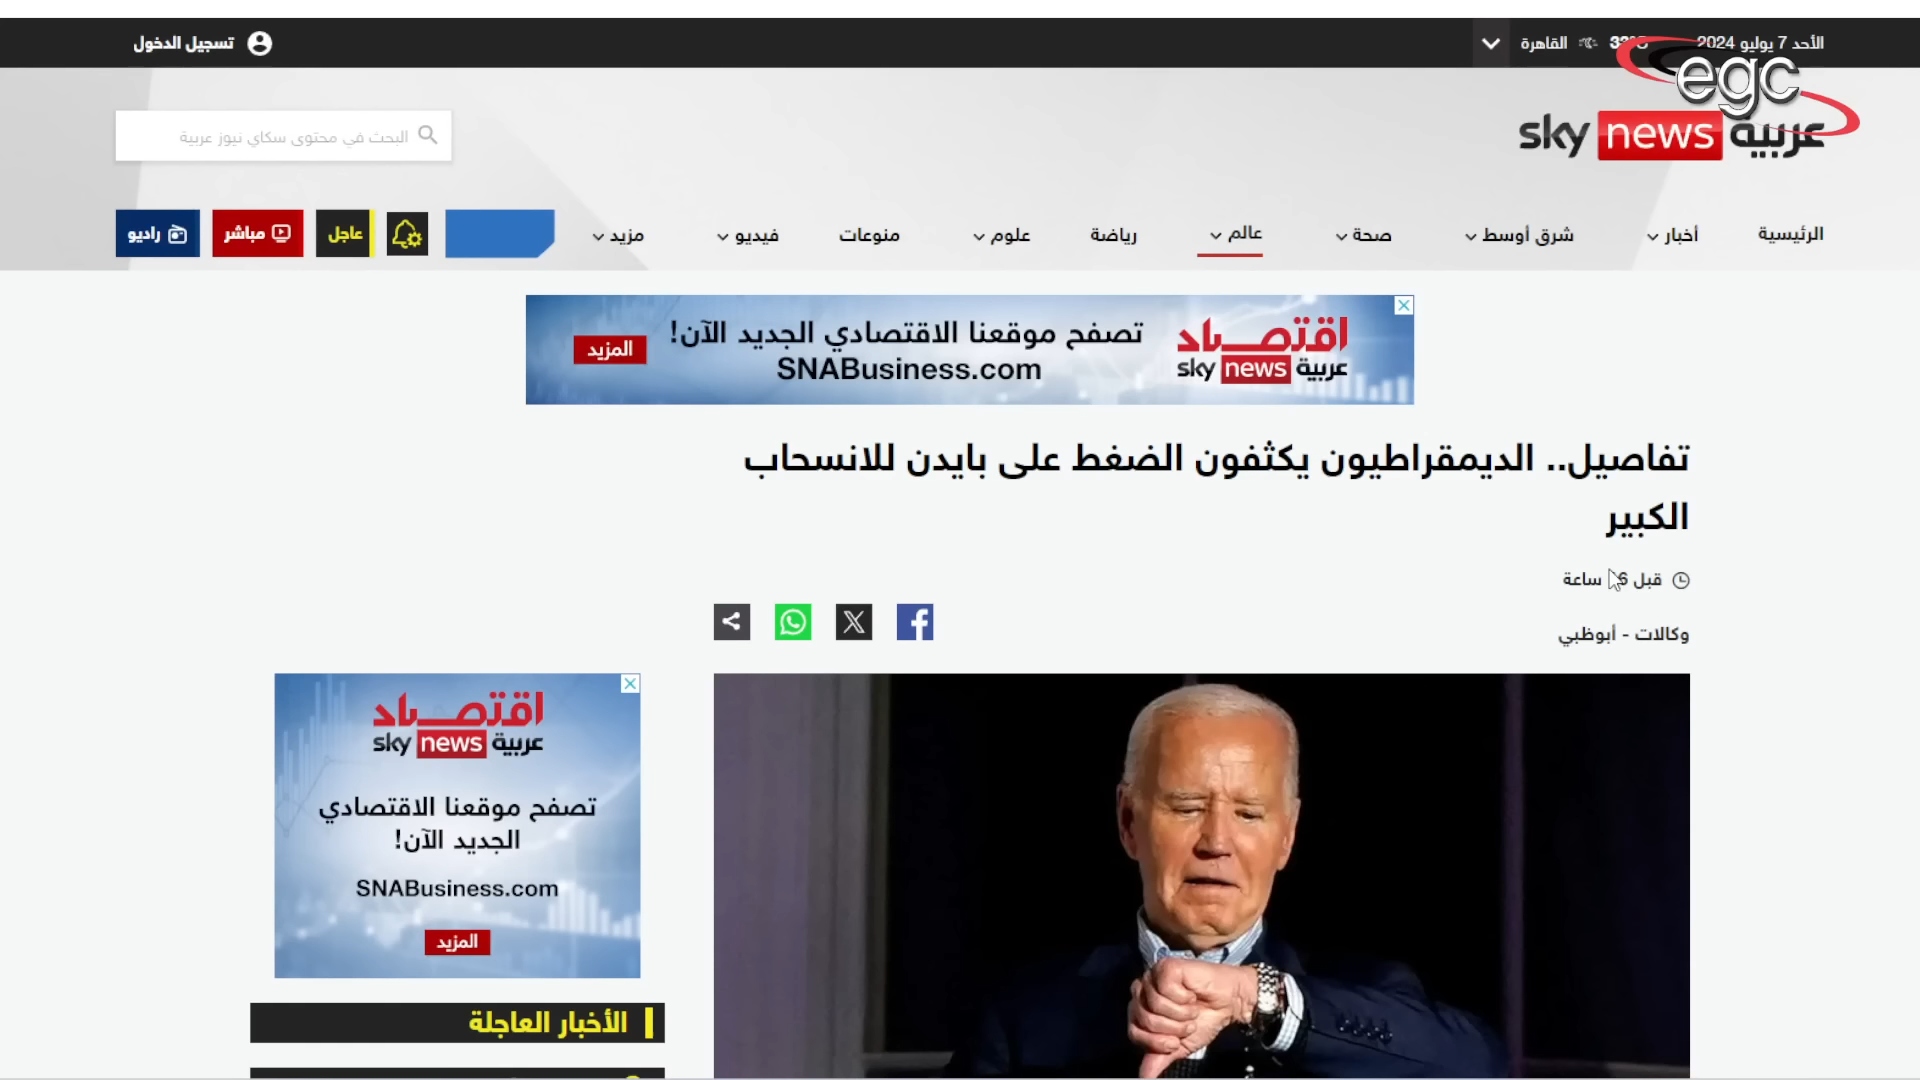 الأحد 7 يوليو 2024
القاهرة
تسجيل الدخول
egc
sky news عربية
البحث في محتوى سكاي نيوز عربية
الرئيسية
أخبار
شرق أوسط
صحة
عالم
رياضة
علوم
منوعات
فيديو
مزيد
عاجل
مباشر
راديو
اقتصاد
sky news عربية
تصفح موقعنا الاقتصادي الجديد الآن!
SNABusiness.com
المزيد
تفاصيل.. الديمقراطيون يكثفون الضغط على بايدن للانسحاب
الكبير
قبل ساعة
وكالات - أبوظبي
اقتصاد
sky news عربية
تصفح موقعنا الاقتصادي
الجديد الآن!
SNABusiness.com
المزيد
الأخبار العاجلة